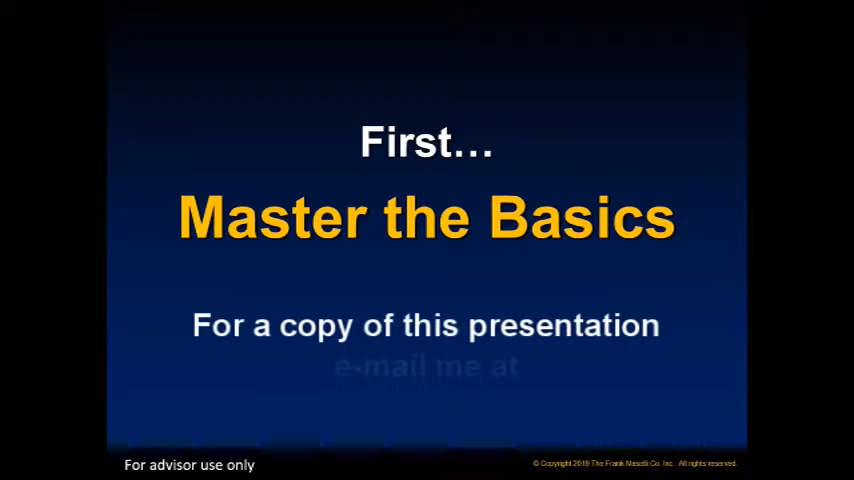 First…
Master the Basics
For a copy of this presentation
e-mail me at
For advisor use only
© Copyright 2019 The Frank Maselli Co. Inc. All rights reserved.